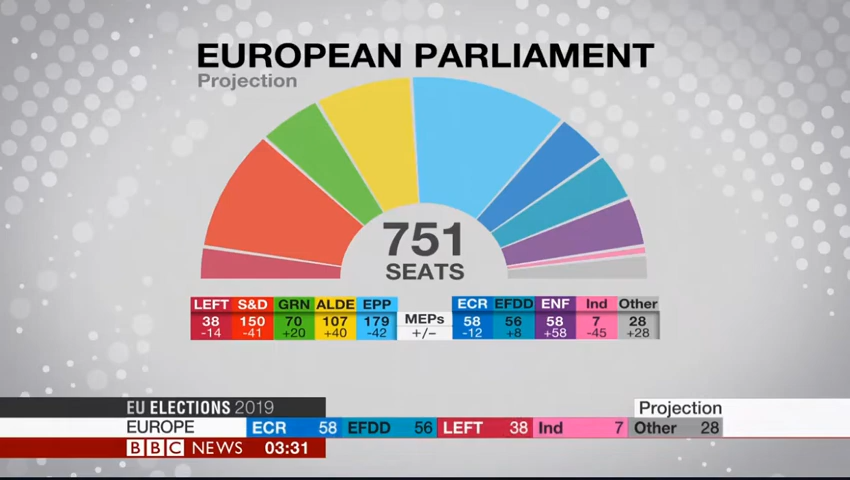 EUROPEAN PARLIAMENT
Projection
751
SEATS
LEFT S&D GRN ALDE EPP ECR EFDD ENF Ind Other
38 150 70 107 179 MEPs 58 56 58 7 28
-14 -41 +20 +40 -42 +/- -12 +8 +58 -45 +28
EU ELECTIONS 2019 Projection
EUROPE ECR 58 EFDD 56 LEFT 38 Ind 7 Other 28
BBC NEWS 03:31